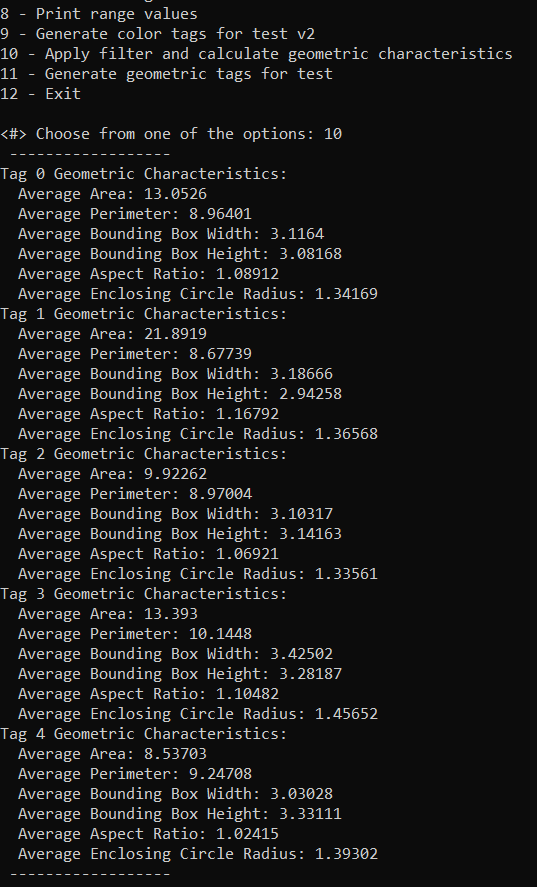 8 - Print range values
9 - Generate color tags for test v2
10 - Apply filter and calculate geometric characteristics
11 - Generate geometric tags for test
12 - Exit
<#> Choose from one of the options: 10
------------------
Tag 0 Geometric Characteristics:
Average Area: 13.0526
Average Perimeter: 8.96401
Average Bounding Box Width: 3.1164
Average Bounding Box Height: 3.08168
Average Aspect Ratio: 1.08912
Average Enclosing Circle Radius: 1.34169
Tag 1 Geometric Characteristics:
Average Area: 21.8919
Average Perimeter: 8.67739
Average Bounding Box Width: 3.18666
Average Bounding Box Height: 2.94258
Average Aspect Ratio: 1.16792
Average Enclosing Circle Radius: 1.36568
Tag 2 Geometric Characteristics:
Average Area: 9.92262
Average Perimeter: 8.97004
Average Bounding Box Width: 3.10317
Average Bounding Box Height: 3.14163
Average Aspect Ratio: 1.06921
Average Enclosing Circle Radius: 1.33561
Tag 3 Geometric Characteristics:
Average Area: 13.393
Average Perimeter: 10.1448
Average Bounding Box Width: 3.42502
Average Bounding Box Height: 3.28187
Average Aspect Ratio: 1.10482
Average Enclosing Circle Radius: 1.45652
Tag 4 Geometric Characteristics:
Average Area: 8.53703
Average Perimeter: 9.24708
Average Bounding Box Width: 3.03028
Average Bounding Box Height: 3.33111
Average Aspect Ratio: 1.02415
Average Enclosing Circle Radius: 1.39302
------------------